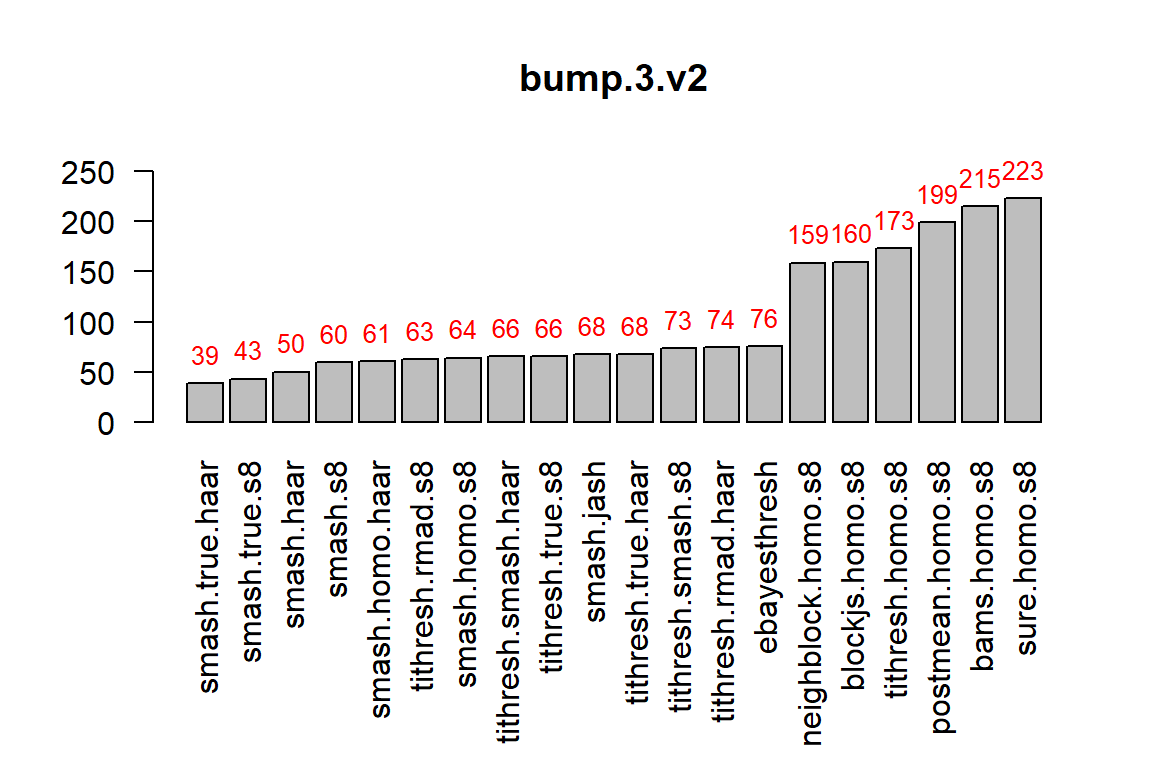 bump.3.v2
250
200
150
100
50
0
39 43 50 60 61 63 64 66 66 68 68 73 74 76 159 160 173 199 215 223
smash.true.haar
smash.true.s8
smash.haar
smash.s8
smash.homo.haar
tithresh.rmad.s8
smash.homo.s8
tithresh.smash.haar
tithresh.true.s8
smash.jash
tithresh.true.haar
tithresh.smash.s8
tithresh.rmad.haar
ebayesthresh
neighblock.homo.s8
blockjs.homo.s8
tithresh.homo.s8
postmean.homo.s8
bams.homo.s8
sure.homo.s8